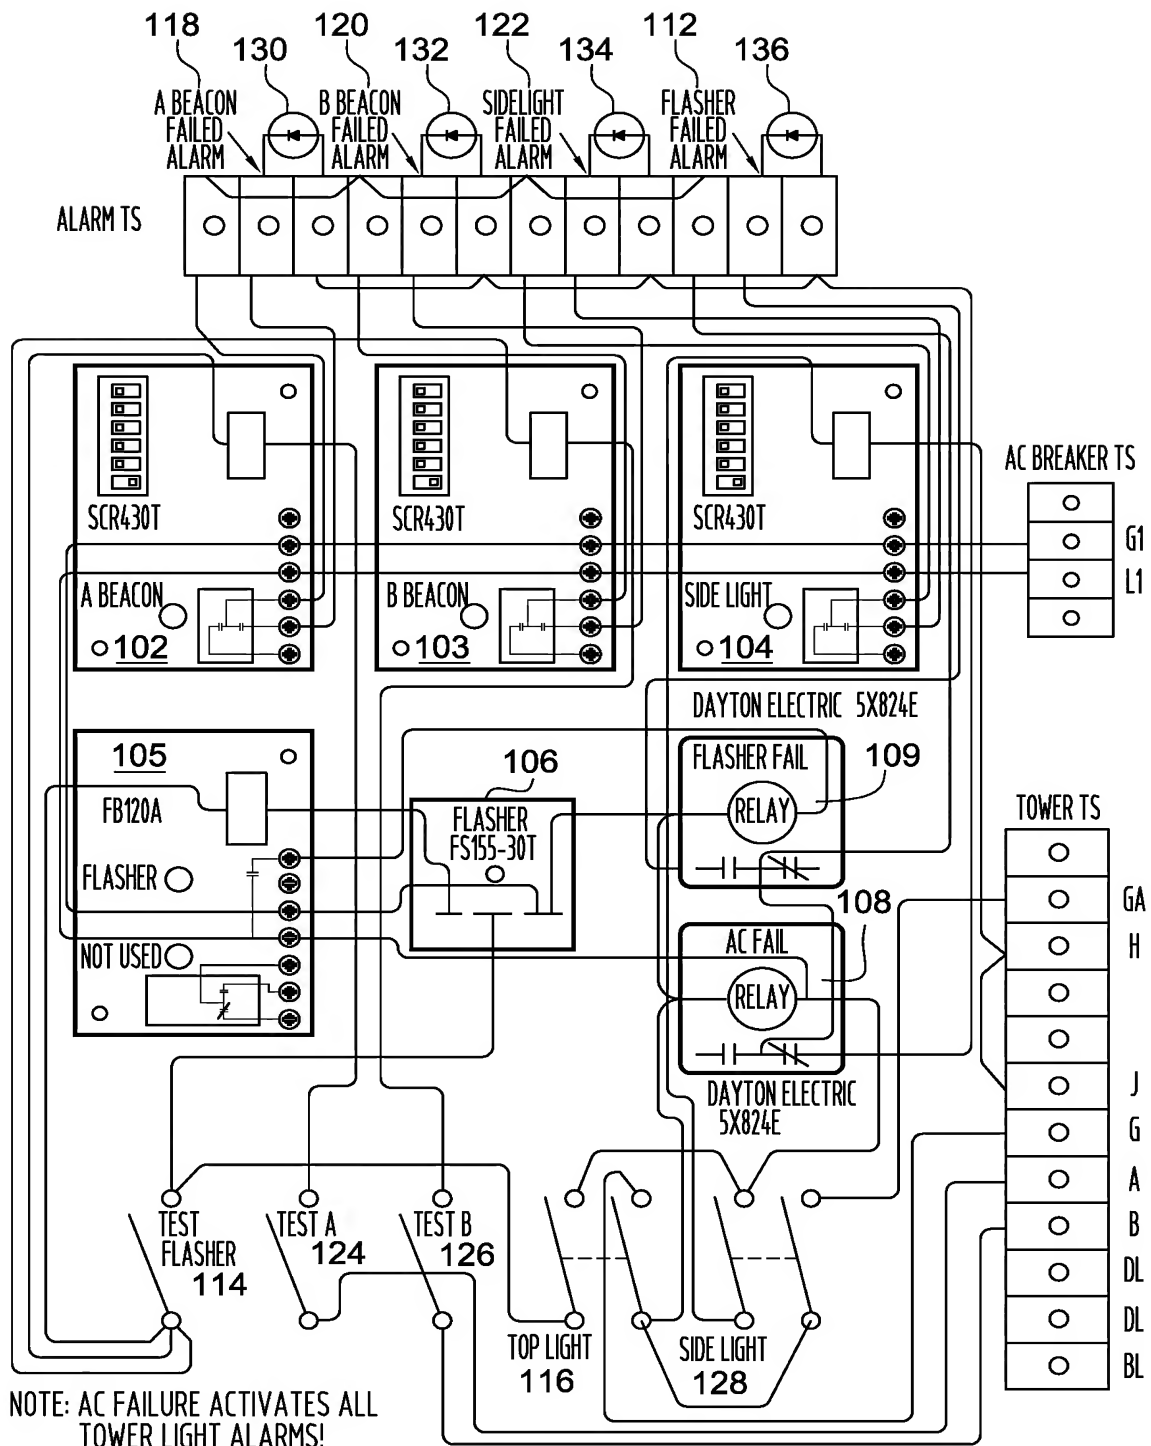 118
120
122
112
130
132
134
136
A BEACON
FAILED
ALARM
B BEACON
FAILED
ALARM
SIDELIGHT
FAILED
ALARM
FLASHER
FAILED
ALARM
ALARM TS
SCR430T
SCR430T
SCR430T
AC BREAKER TS
G1
L1
A BEACON
102
B BEACON
103
SIDE LIGHT
104
DAYTON ELECTRIC 5X824E
105
FB120A
FLASHER
NOT USED
106
FLASHER
FS155-30T
FLASHER FAIL
RELAY
109
108
AC FAIL
RELAY
DAYTON ELECTRIC
5X824E
TOWER TS
GA
H
J
G
A
B
DL
DL
BL
TEST
FLASHER
114
TEST A
124
TEST B
126
TOP LIGHT
116
SIDE LIGHT
128
NOTE: AC FAILURE ACTIVATES ALL
TOWER LIGHT ALARMS!